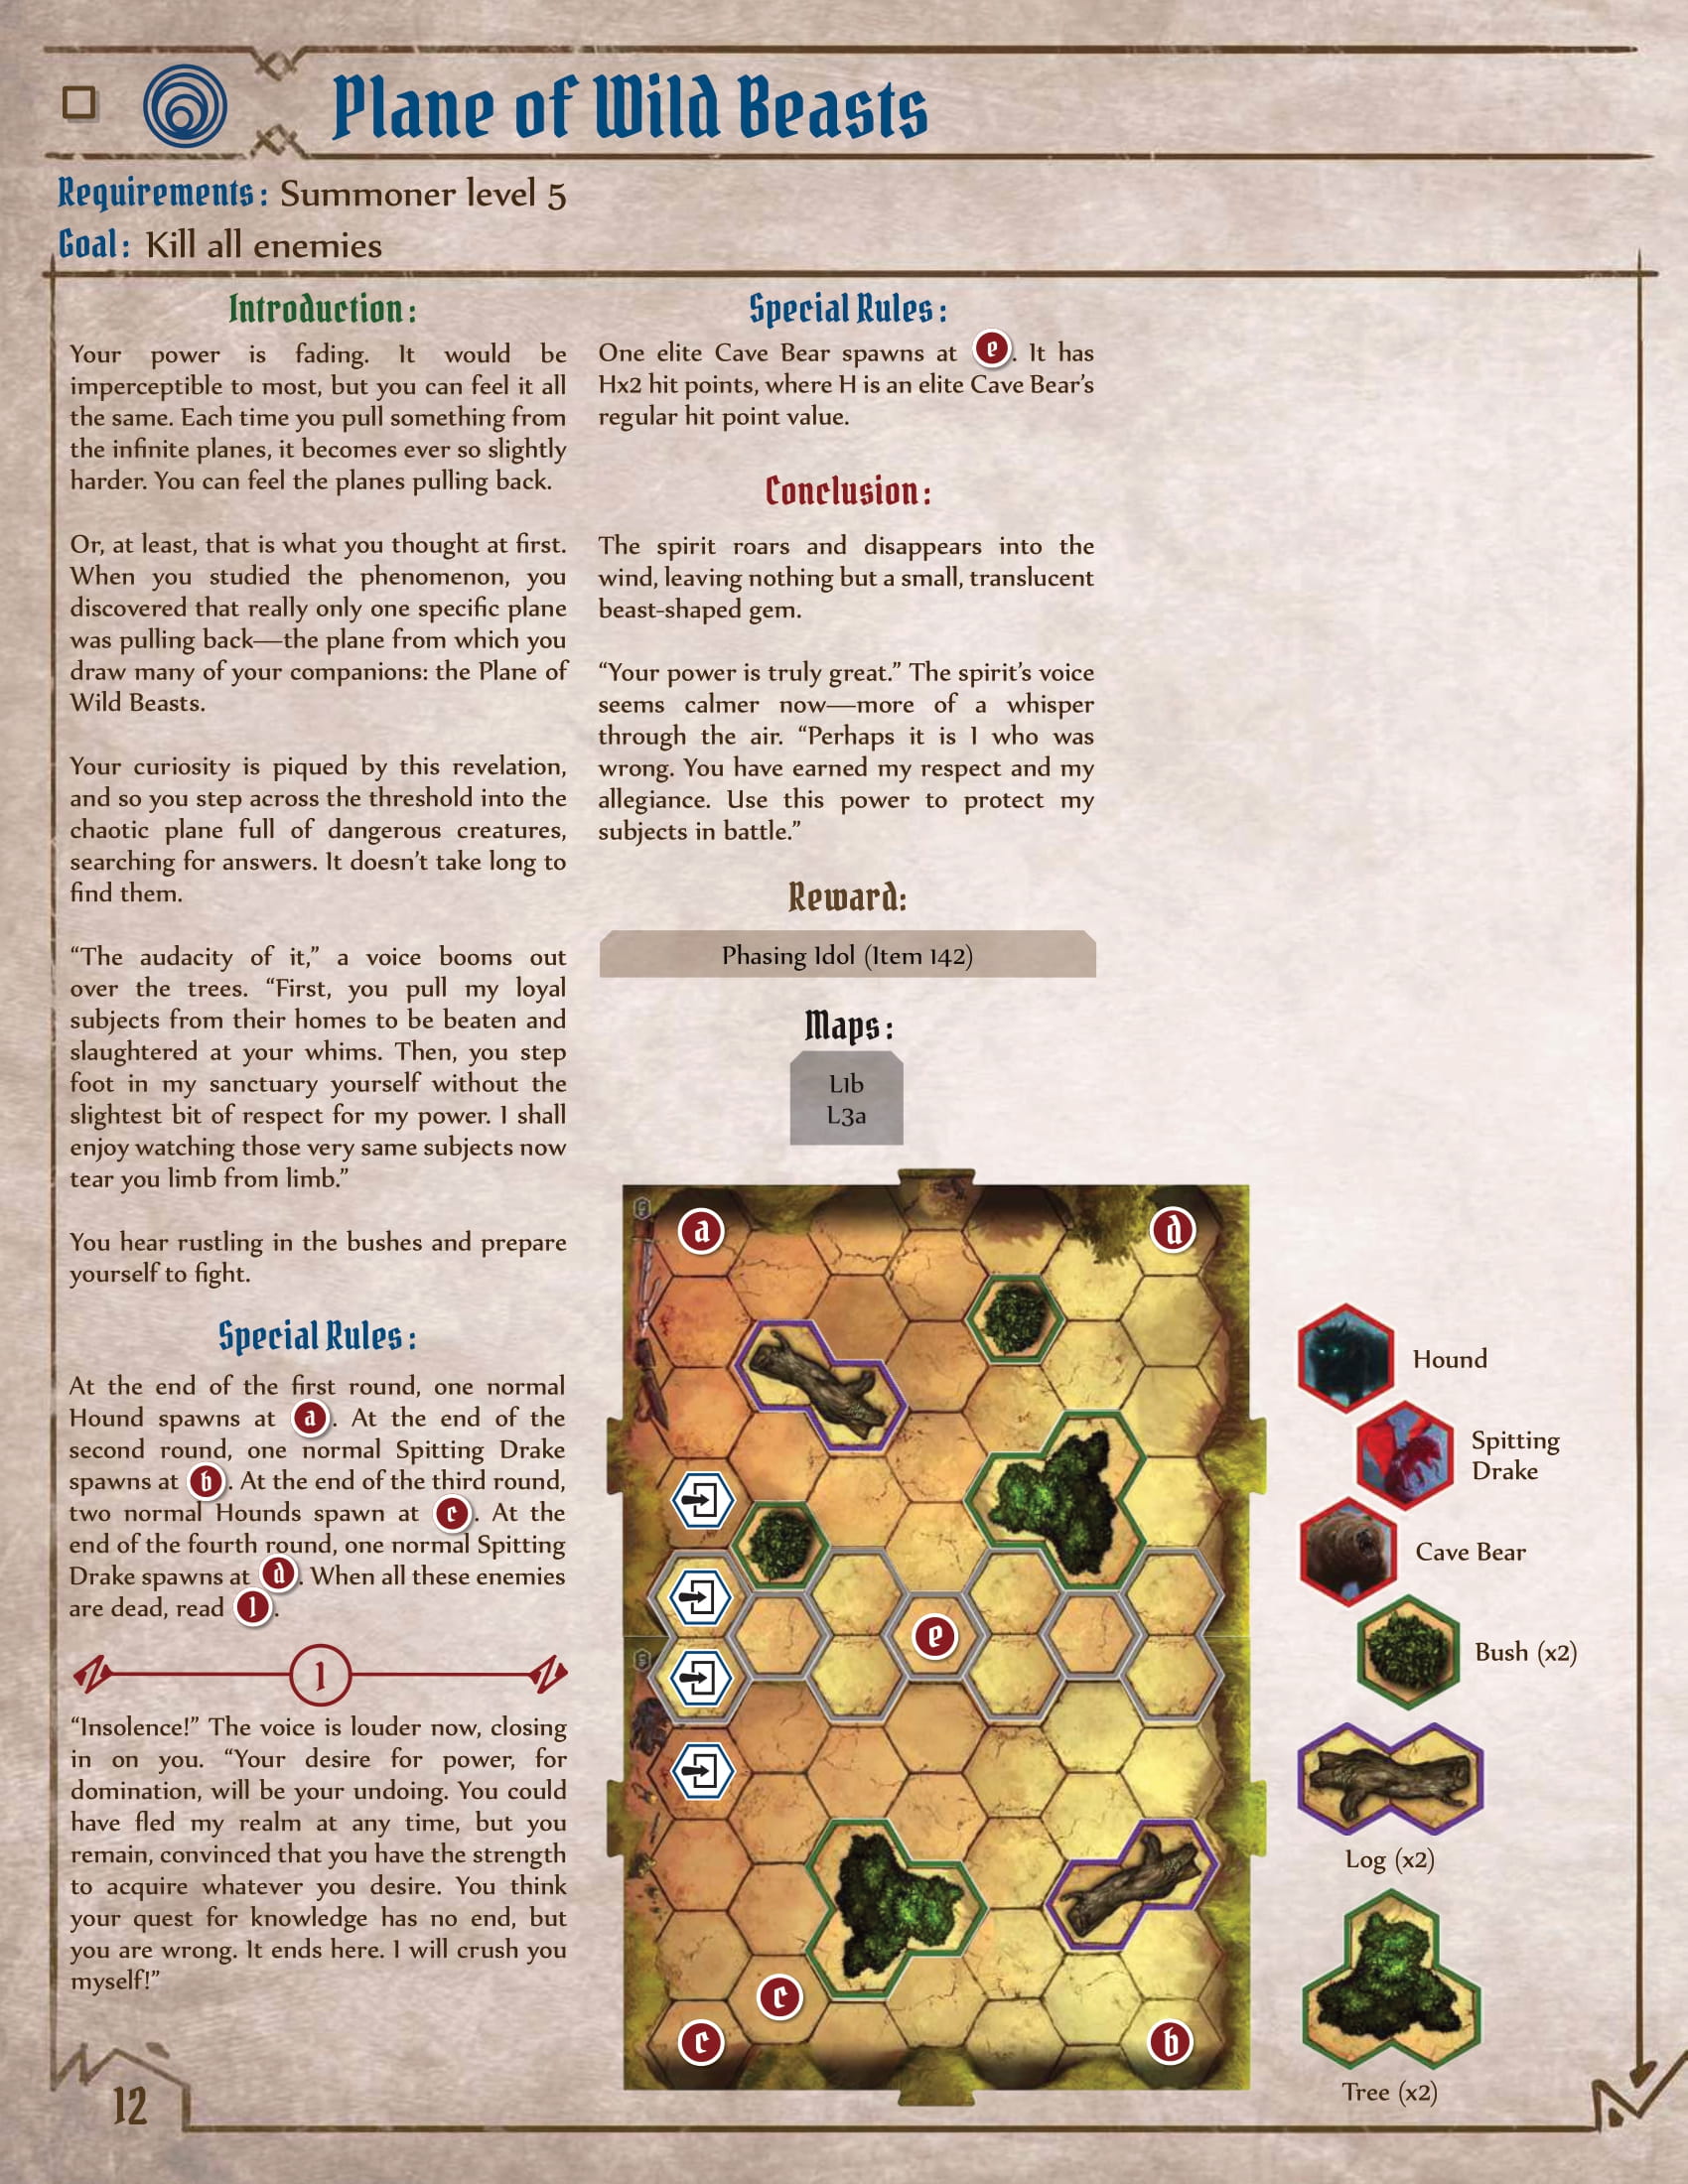 Plane of Wild Beasts
Requirements: Summoner level 5
Goal: Kill all enemies
Introduction:
Your power is fading. It would be
imperceptible to most, but you can feel it all
the same. Each time you pull something from
the infinite planes, it becomes ever so slightly
harder. You can feel the planes pulling back.
Or, at least, that is what you thought at first.
When you studied the phenomenon, you
discovered that really only one specific plane
was pulling back—the plane from which you
draw many of your companions: the Plane of
Wild Beasts.
Your curiosity is piqued by this revelation,
and so you step across the threshold into the
chaotic plane full of dangerous creatures,
searching for answers. It doesn't take long to
find them.
“The audacity of it,” a voice booms out
over the trees. “First, you pull my loyal
subjects from their homes to be beaten and
slaughtered at your whims. Then, you step
foot in my sanctuary yourself without the
slightest bit of respect for my power. I shall
enjoy watching those very same subjects now
tear you limb from limb.”
You hear rustling in the bushes and prepare
yourself to fight.
Special Rules:
At the end of the first round, one normal
Hound spawns at a. At the end of the
second round, one normal Spitting Drake
spawns at b. At the end of the third round,
two normal Hounds spawn at c. At the
end of the fourth round, one normal Spitting
Drake spawns at d. When all these enemies
are dead, read 1.
1
“Insolence!” The voice is louder now, closing
in on you. “Your desire for power, for
domination, will be your undoing. You could
have fled my realm at any time, but you
remain, convinced that you have the strength
to acquire whatever you desire. You think
your quest for knowledge has no end, but
you are wrong. It ends here. I will crush you
myself!”
12
Special Rules:
One elite Cave Bear spawns at e. It has
Hx2 hit points, where H is an elite Cave Bear’s
regular hit point value.
Conclusion:
The spirit roars and disappears into the
wind, leaving nothing but a small, translucent
beast-shaped gem.
“Your power is truly great.” The spirit’s voice
seems calmer now—more of a whisper
through the air. “Perhaps it is I who was
wrong. You have earned my respect and my
allegiance. Use this power to protect my
subjects in battle.”
Reward:
Phasing Idol (Item 142)
Maps:
L1b
L3a
a
d
e
c
c
b
Hound
Spitting
Drake
Cave Bear
Bush (x2)
Log (x2)
Tree (x2)